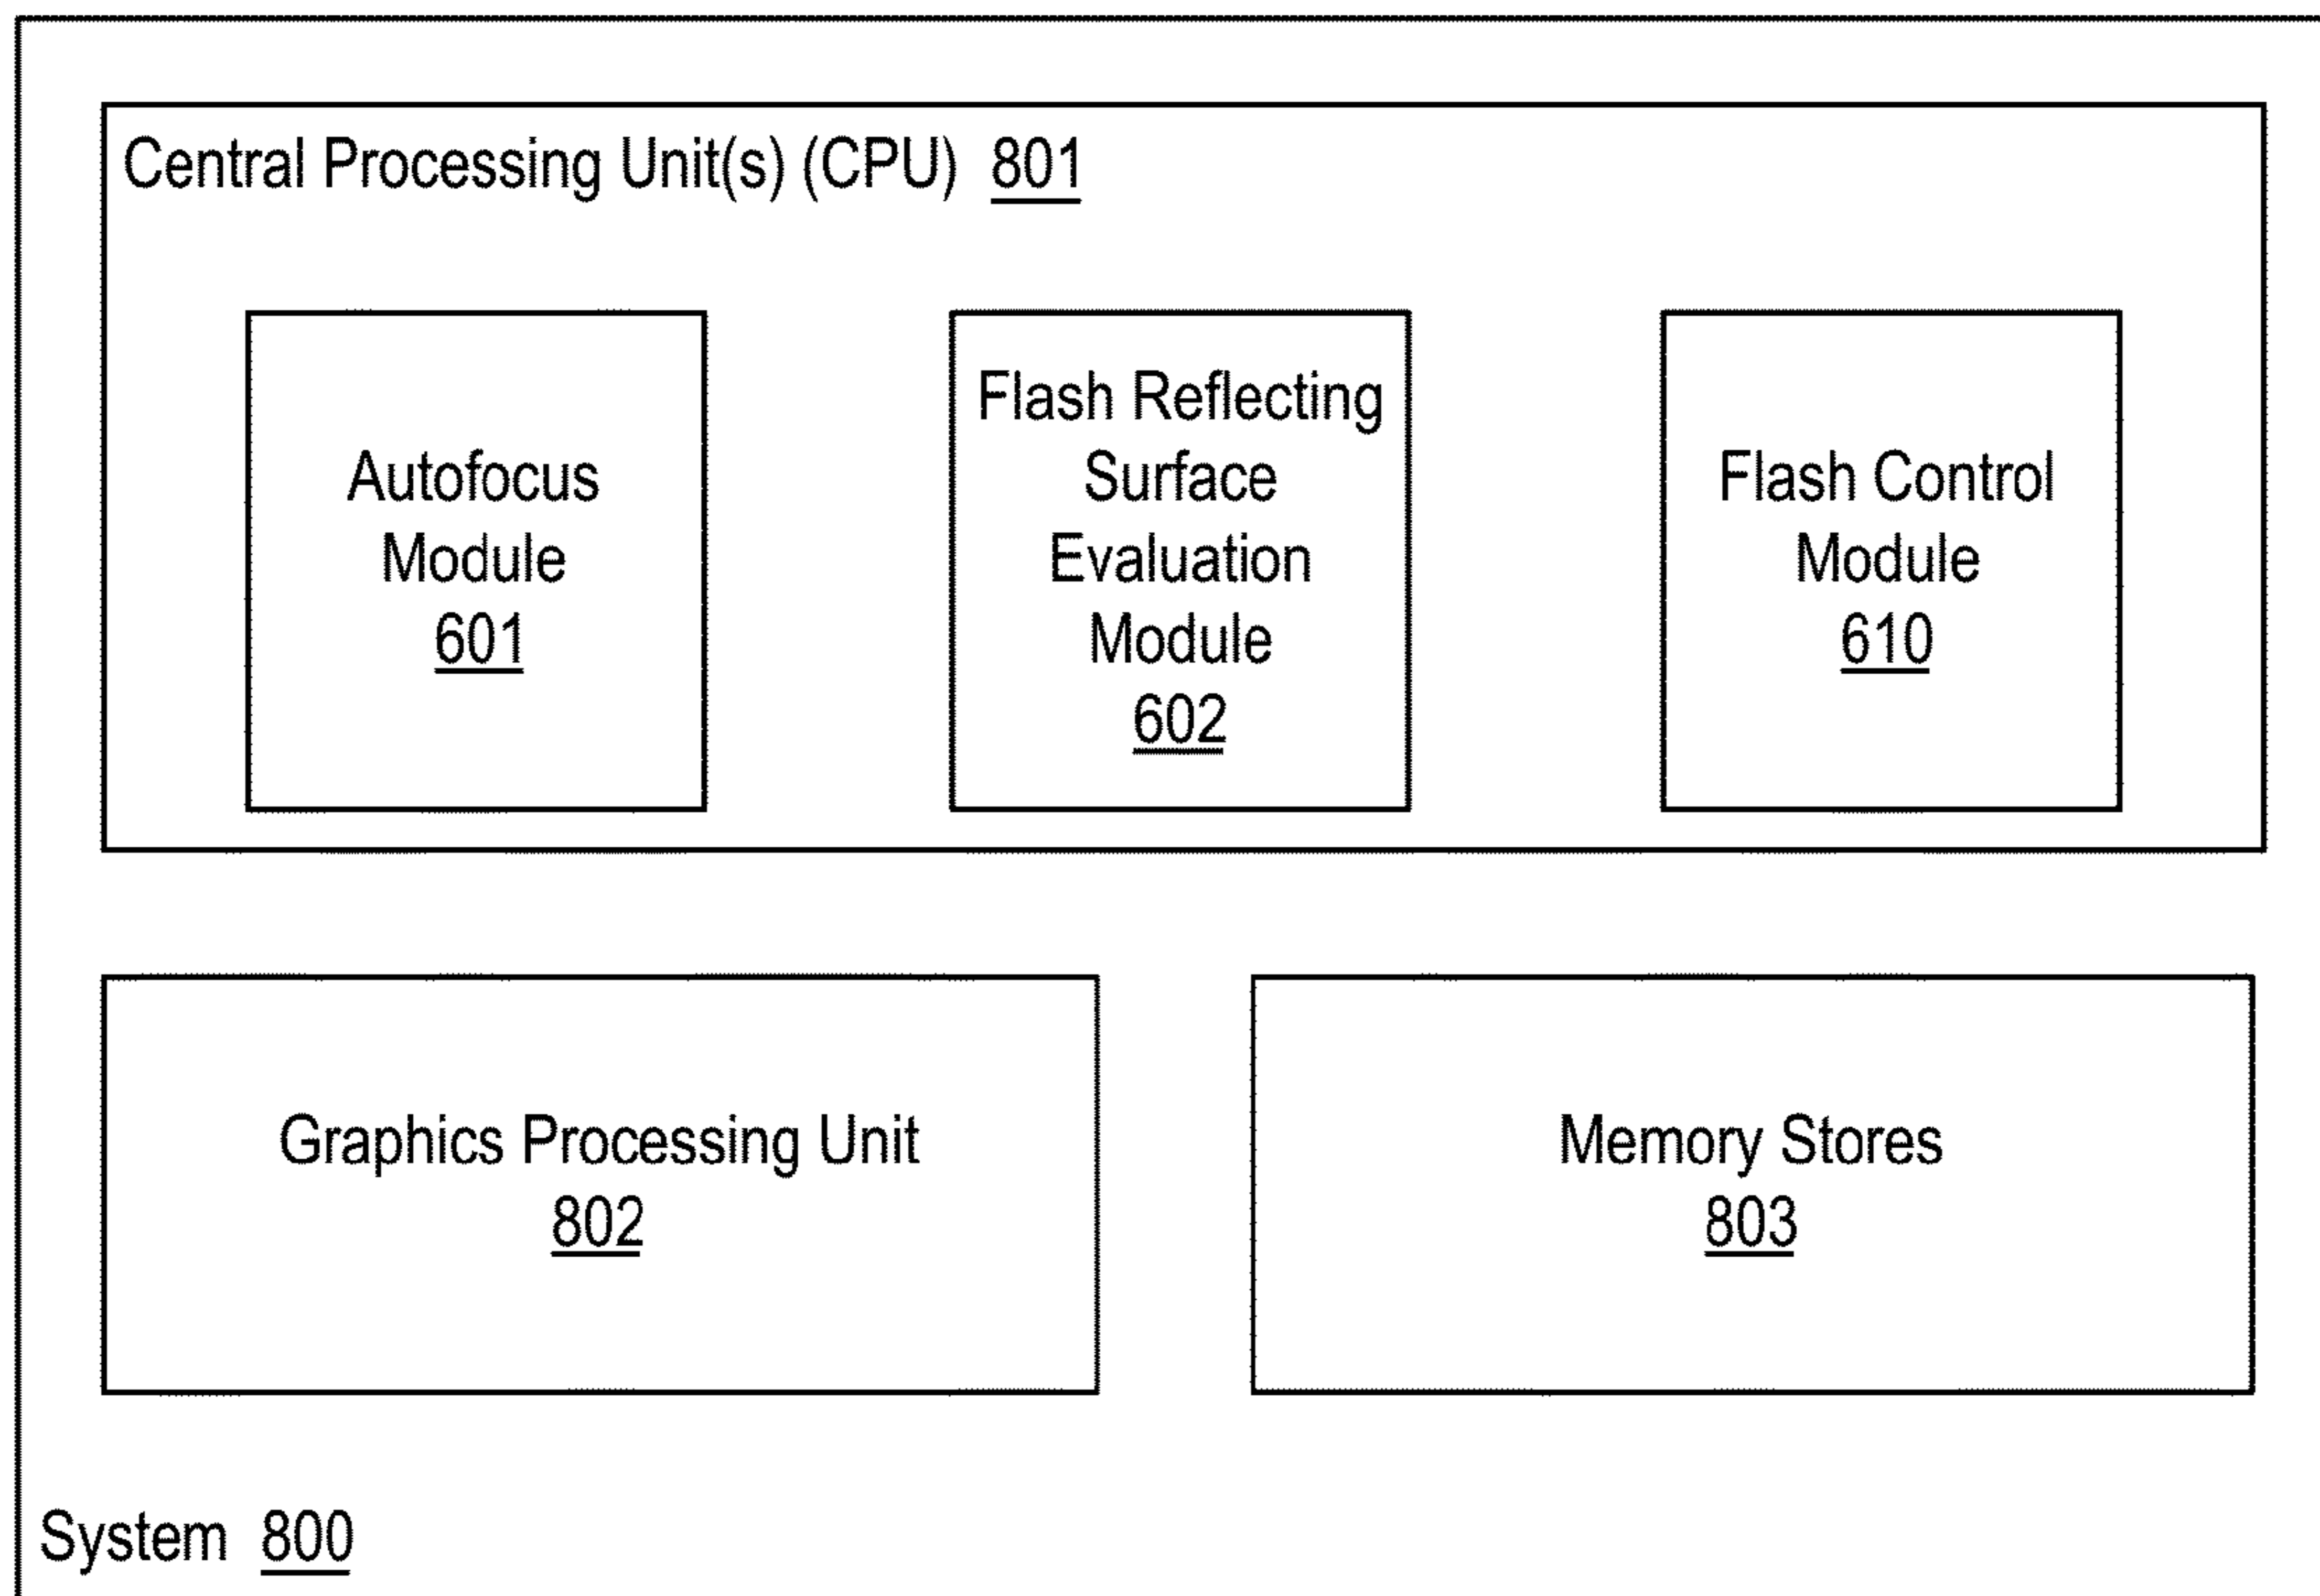 Central Processing Unit(s) (CPU) 801
Autofocus
Module
601
Flash Reflecting
Surface
Evaluation
Module
602
Flash Control
Module
610
Graphics Processing Unit
802
Memory Stores
803
System 800